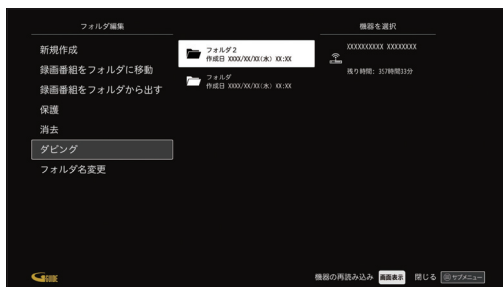 フォルダ編集
機器を選択
新規作成
録画番組をフォルダに移動
録画番組をフォルダから出す
保護
消去
ダビング
フォルダ名変更
フォルダ2
作成日 XXXX/XX/XX(水) XX:XX
フォルダ
作成日 XXXX/XX/XX(水) XX:XX
XXXXXXXXXX XXXXXXXX
残り時間: 357時間33分
G GUIDE
機器の再読み込み 画面表示 閉じる サブメニュー